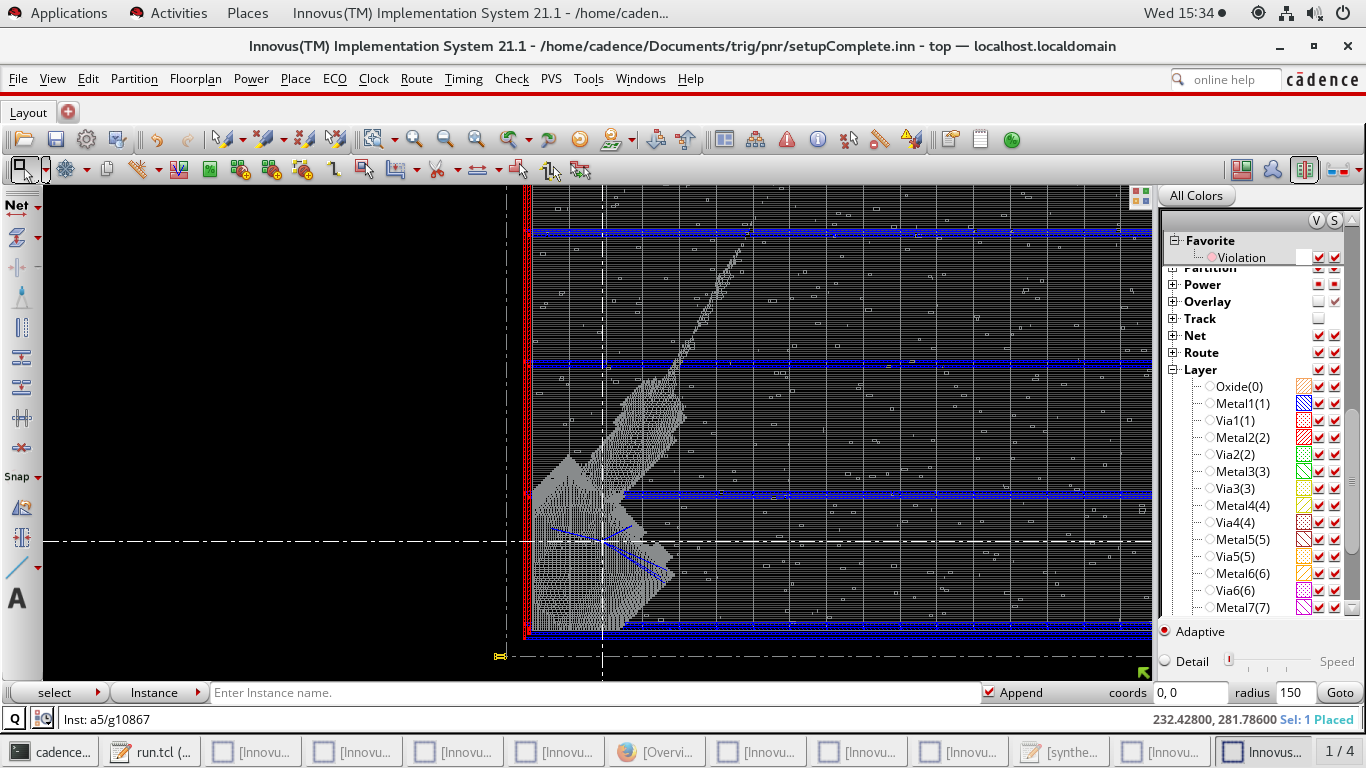 Applications Activities Places Innovus(TM) Implementation System 21.1 - /home/caden... Wed 15:34
Innovus(TM) Implementation System 21.1 - /home/cadence/Documents/trig/pnr/setupComplete.inn - top — localhost.localdomain
File View Edit Partition Floorplan Power Place ECO Clock Route Timing Check PVS Tools Windows Help online help cādence
Layout
All Colors
Net
V S
Favorite
Violation
Partition
Power
Overlay
Track
Net
Route
Layer
Oxide(0)
Metal1(1)
Via1(1)
Metal2(2)
Via2(2)
Metal3(3)
Via3(3)
Metal4(4)
Via4(4)
Metal5(5)
Via5(5)
Metal6(6)
Via6(6)
Metal7(7)
Snap
A
Adaptive
Detail Speed
select Instance Enter Instance name. Append coords 0, 0 radius 150 Goto
Q Inst: a5/g10867 232.42800, 281.78600 Sel: 1 Placed
cadence... run.tcl (... [Innovu... [Innovu... [Innovu... [Innovu... [Overvi... [Innovu... [Innovu... [Innovu... [synthe... [Innovu... Innovus... 1 / 4